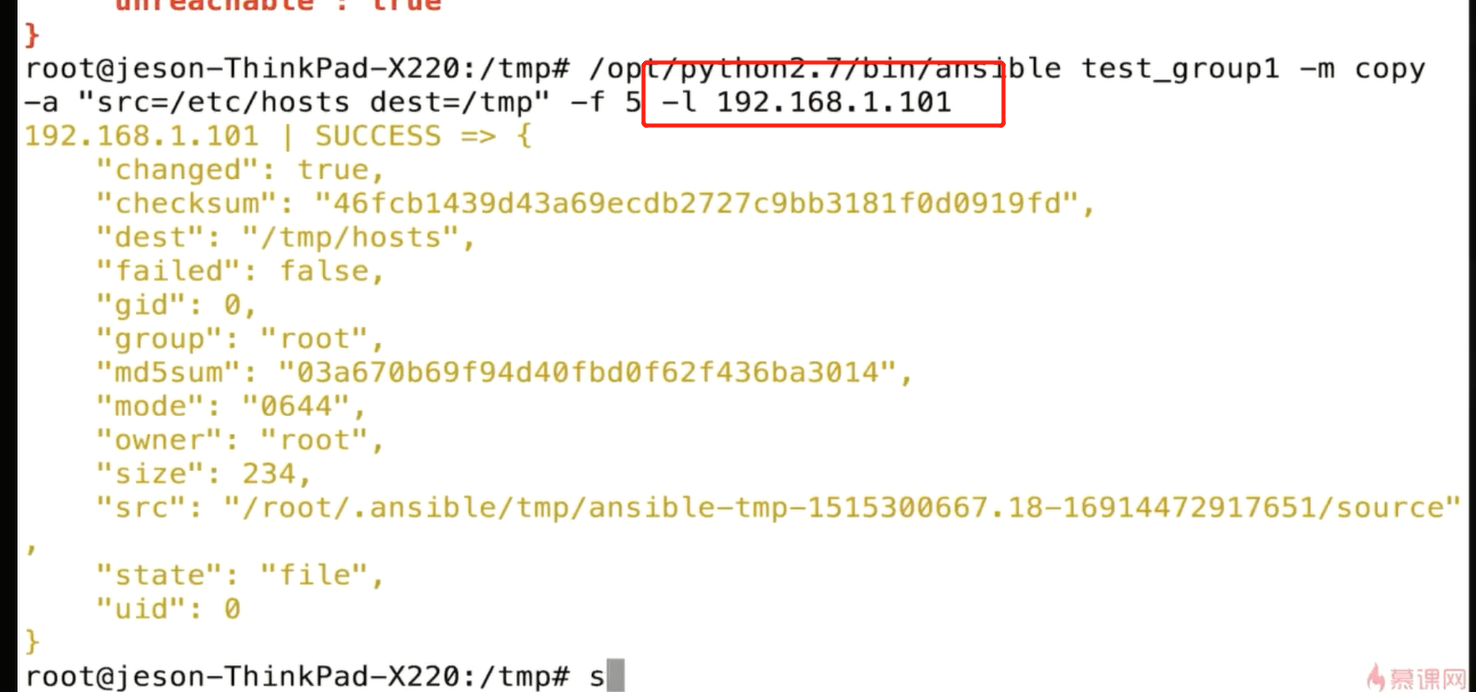 "unreachable": true
}
root@jeson-ThinkPad-X220:/tmp# /opt/python2.7/bin/ansible test_group1 -m copy
-a "src=/etc/hosts dest=/tmp" -f 5 -l 192.168.1.101
192.168.1.101 | SUCCESS => {
    "changed": true,
    "checksum": "46fcb1439d43a69ecdb2727c9bb3181f0d0919fd",
    "dest": "/tmp/hosts",
    "failed": false,
    "gid": 0,
    "group": "root",
    "md5sum": "03a670b69f94d40fbd0f62f436ba3014",
    "mode": "0644",
    "owner": "root",
    "size": 234,
    "src": "/root/.ansible/tmp/ansible-tmp-1515300667.18-16914472917651/source"
,
    "state": "file",
    "uid": 0
}
root@jeson-ThinkPad-X220:/tmp# s
慕课网